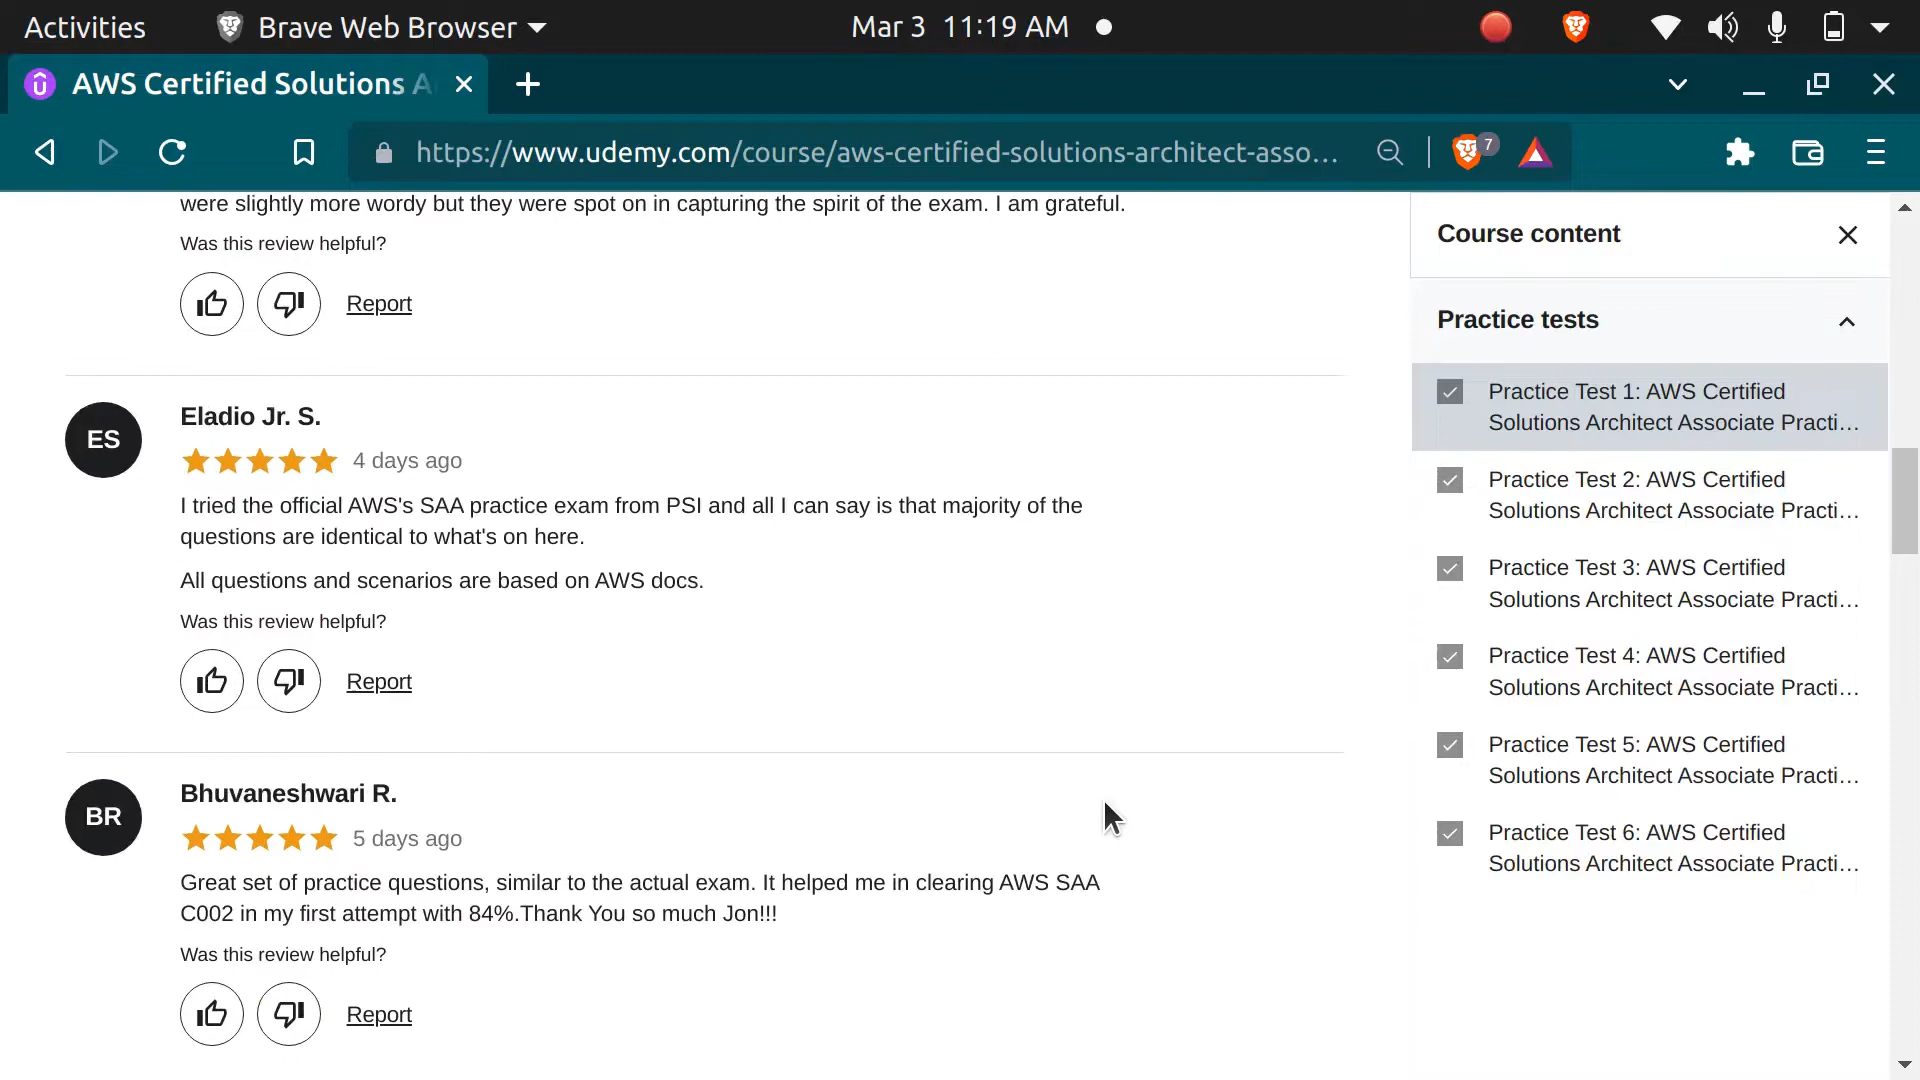 Activities
Brave Web Browser
Mar 3 11:19 AM
AWS Certified Solutions A
https://www.udemy.com/course/aws-certified-solutions-architect-asso...
7
were slightly more wordy but they were spot on in capturing the spirit of the exam. I am grateful.
Was this review helpful?
Report
ES
Eladio Jr. S.
4 days ago
I tried the official AWS's SAA practice exam from PSI and all I can say is that majority of the
questions are identical to what's on here.
All questions and scenarios are based on AWS docs.
Was this review helpful?
Report
BR
Bhuvaneshwari R.
5 days ago
Great set of practice questions, similar to the actual exam. It helped me in clearing AWS SAA
C002 in my first attempt with 84%.Thank You so much Jon!!!
Was this review helpful?
Report
Course content
Practice tests
Practice Test 1: AWS Certified
Solutions Architect Associate Practi...
Practice Test 2: AWS Certified
Solutions Architect Associate Practi...
Practice Test 3: AWS Certified
Solutions Architect Associate Practi...
Practice Test 4: AWS Certified
Solutions Architect Associate Practi...
Practice Test 5: AWS Certified
Solutions Architect Associate Practi...
Practice Test 6: AWS Certified
Solutions Architect Associate Practi...